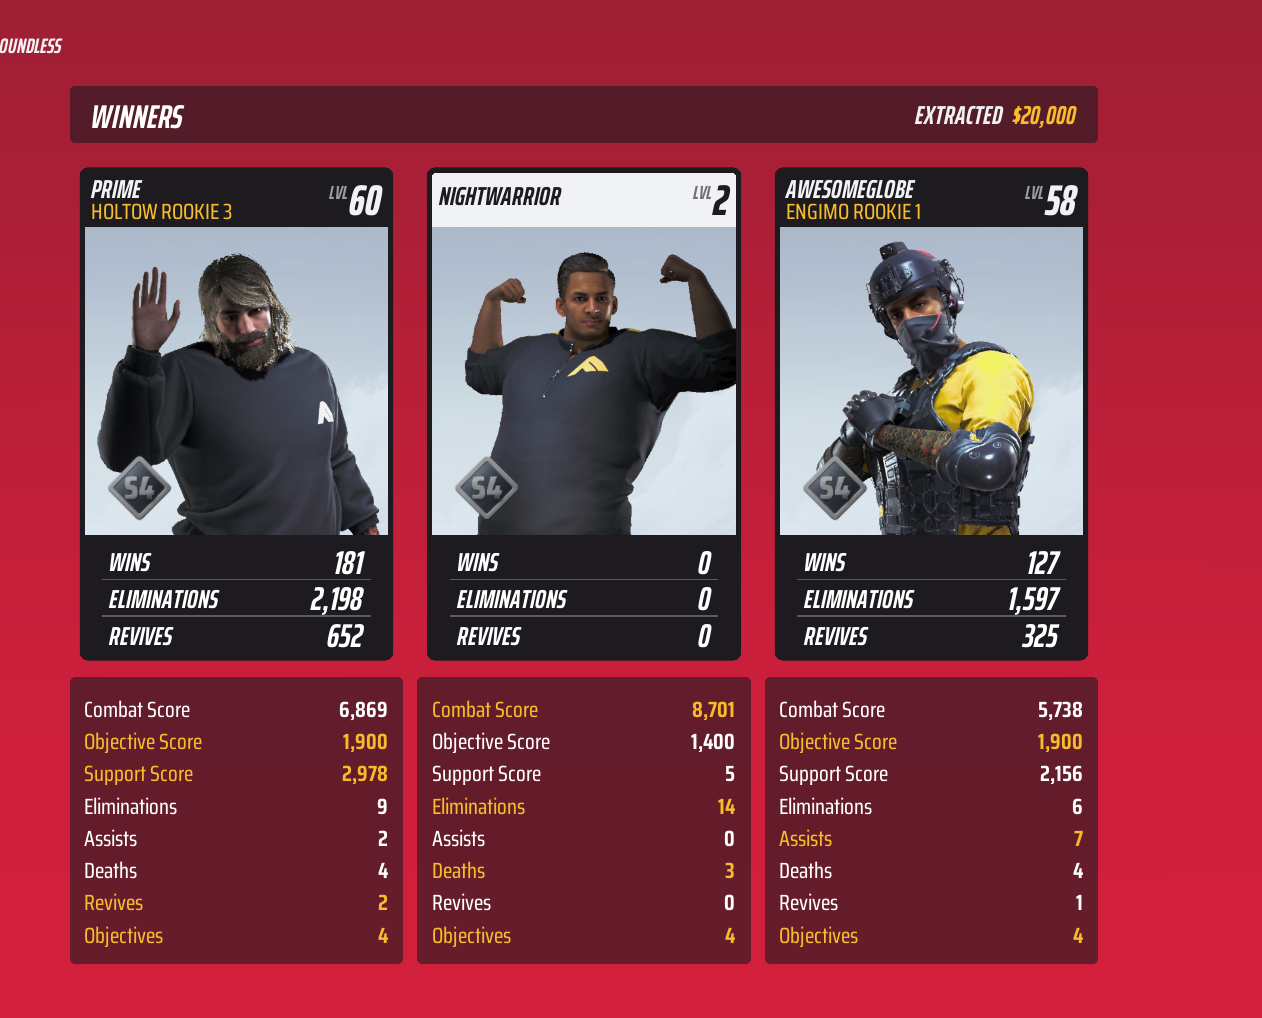 OUNDLESS
WINNERS EXTRACTED $20,000
PRIME LVL 60
HOLTOW ROOKIE 3
S4
WINS 181
ELIMINATIONS 2,198
REVIVES 652
Combat Score 6,869
Objective Score 1,900
Support Score 2,978
Eliminations 9
Assists 2
Deaths 4
Revives 2
Objectives 4
NIGHTWARRIOR LVL 2
S4
WINS 0
ELIMINATIONS 0
REVIVES 0
Combat Score 8,701
Objective Score 1,400
Support Score 5
Eliminations 14
Assists 0
Deaths 3
Revives 0
Objectives 4
AWESOMEGLOBE LVL 58
ENGIMO ROOKIE 1
S4
WINS 127
ELIMINATIONS 1,597
REVIVES 325
Combat Score 5,738
Objective Score 1,900
Support Score 2,156
Eliminations 6
Assists 7
Deaths 4
Revives 1
Objectives 4